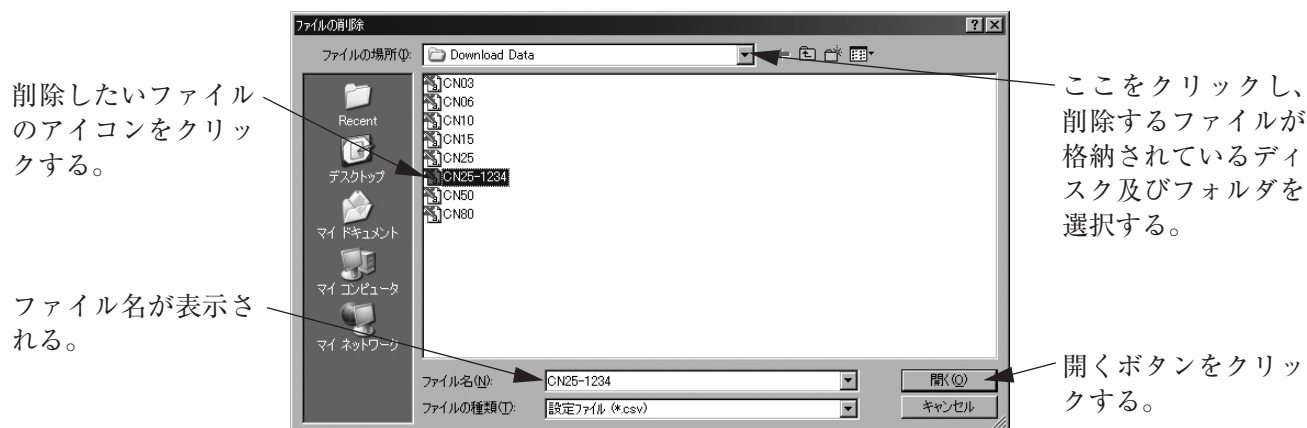 ファイルの削除
ファイルの場所(I):
Download Data
削除したいファイル
のアイコンをクリッ
クする。
ファイル名が表示さ
れる。
Recent
デスクトップ
マイ ドキュメント
マイ コンピュータ
マイ ネットワーク
CN03
CN06
CN10
CN15
CN25
CN25-1234
CN50
CN80
ファイル名(N):
CN25-1234
開く(O)
ファイルの種類(T):
設定ファイル (*.csv)
キャンセル
ここをクリックし、
削除するファイルが
格納されているディ
スク及びフォルダを
選択する。
開くボタンをクリッ
クする。